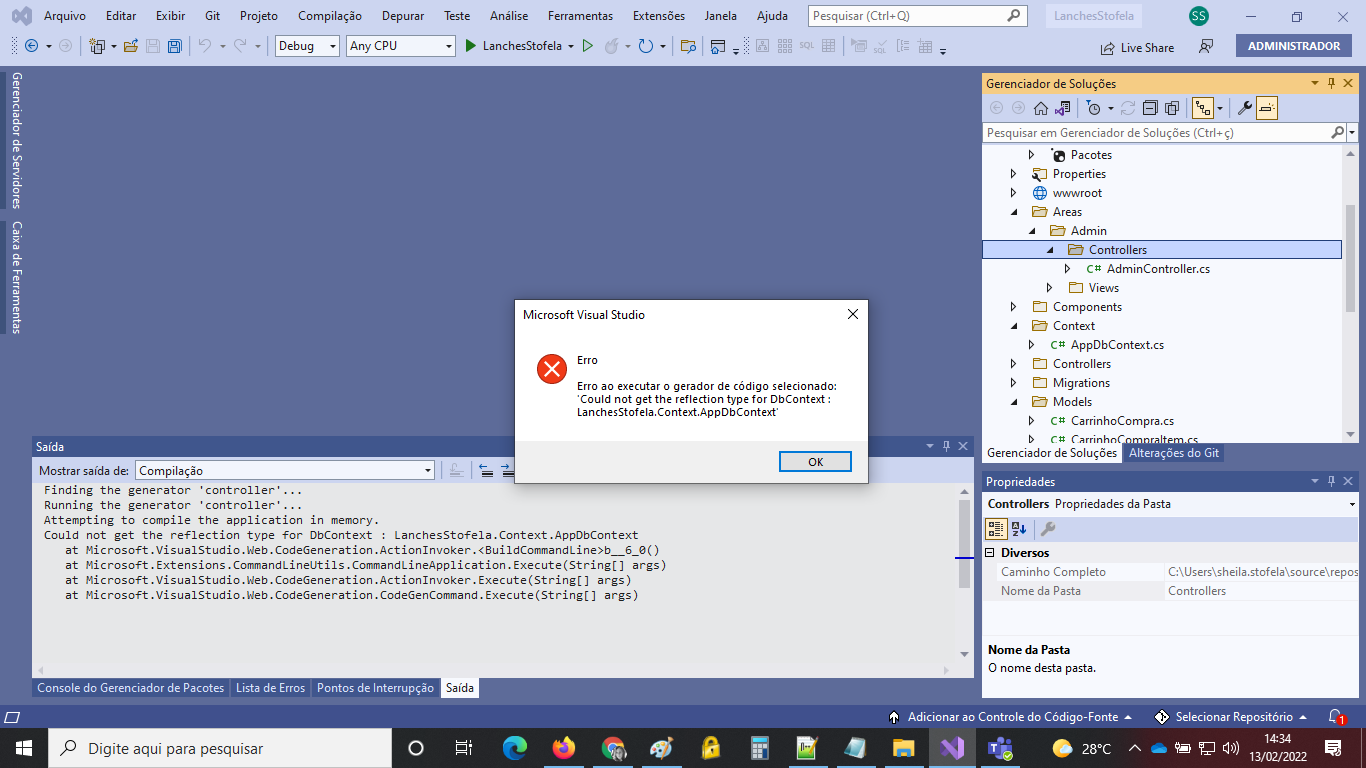 Arquivo Editar Exibir Git Projeto Compilação Depurar Teste Análise Ferramentas Extensões Janela Ajuda Pesquisar (Ctrl+Q) LanchesStofela SS
Debug Any CPU LanchesStofela Live Share ADMINISTRADOR
Gerenciador de Servidores
Caixa de Ferramentas
Gerenciador de Soluções
Pesquisar em Gerenciador de Soluções (Ctrl+ç)
Pacotes
Properties
wwwroot
Areas
Admin
Controllers
C# AdminController.cs
Views
Components
Context
C# AppDbContext.cs
Controllers
Migrations
Models
C# CarrinhoCompra.cs
C# CarrinhoCompraItem.cs
Gerenciador de Soluções Alterações do Git
Microsoft Visual Studio
Erro
Erro ao executar o gerador de código selecionado:
'Could not get the reflection type for DbContext :
LanchesStofela.Context.AppDbContext'
OK
Saída
Mostrar saída de: Compilação
Finding the generator 'controller'...
Running the generator 'controller'...
Attempting to compile the application in memory.
Could not get the reflection type for DbContext : LanchesStofela.Context.AppDbContext
at Microsoft.VisualStudio.Web.CodeGeneration.ActionInvoker.<BuildCommandLine>b__6_0()
at Microsoft.Extensions.CommandLineUtils.CommandLineApplication.Execute(String[] args)
at Microsoft.VisualStudio.Web.CodeGeneration.ActionInvoker.Execute(String[] args)
at Microsoft.VisualStudio.Web.CodeGeneration.CodeGenCommand.Execute(String[] args)
Console do Gerenciador de Pacotes Lista de Erros Pontos de Interrupção Saída
Propriedades
Controllers Propriedades da Pasta
Diversos
Caminho Completo C:\Users\sheila.stofela\source\repos
Nome da Pasta Controllers
Nome da Pasta
O nome desta pasta.
Adicionar ao Controle do Código-Fonte Selecionar Repositório 1
Digite aqui para pesquisar 28°C 14:34
13/02/2022